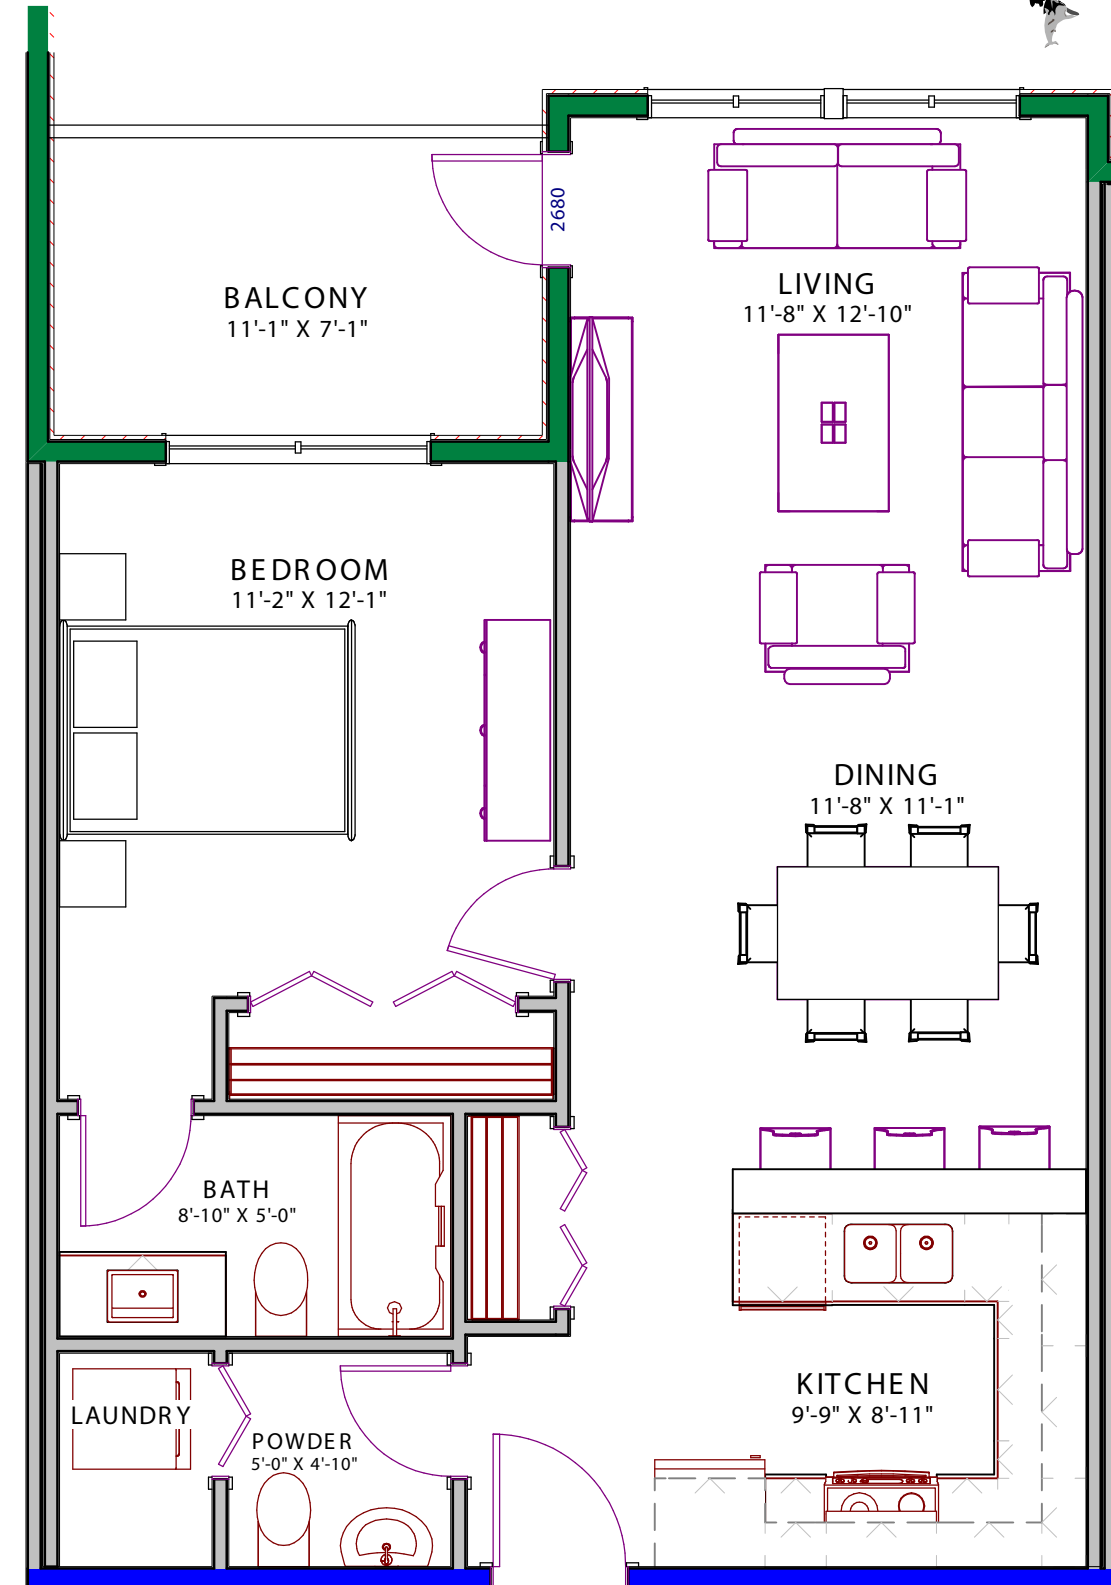 2680
LIVING
11'-8" X 12'-10"
BALCONY
11'-1" X 7'-1"
BEDROOM
11'-2" X 12'-1"
DINING
11'-8" X 11'-1"
BATH
8'-10" X 5'-0"
KITCHEN
9'-9" X 8'-11"
LAUNDRY
POWDER
5'-0" X 4'-10"